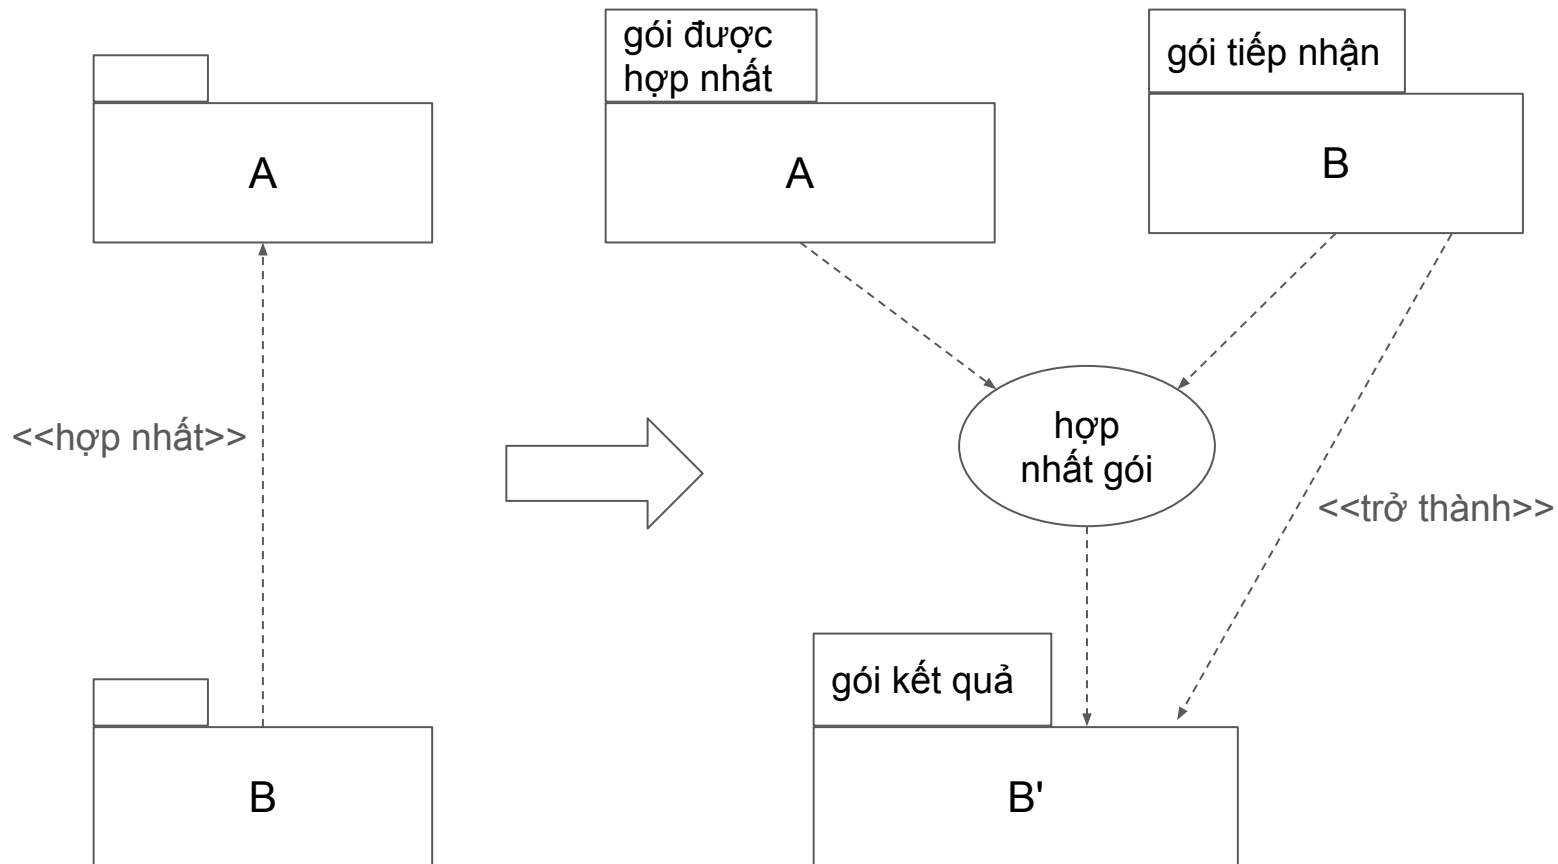 A
<<hợp nhất>>
B
gói được
hợp nhất
A
gói tiếp nhận
B
hợp
nhất gói
<<trở thành>>
gói kết quả
B'